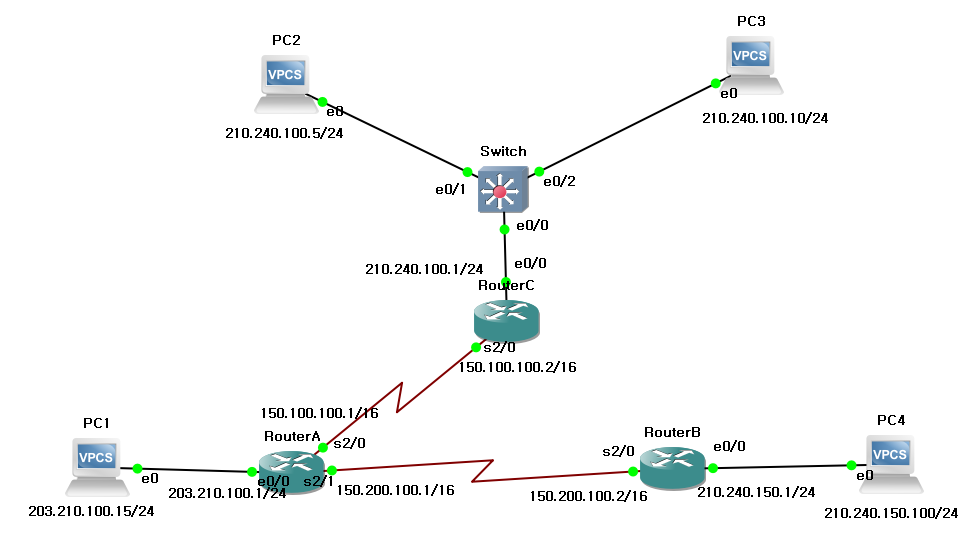 PC3
PC2
VPCS
VPCS
e0
e0
210.240.100.10/24
210.240.100.5/24
Switch
e0/1
e0/2
e0/0
e0/0
210.240.100.1/24
RouterC
s2/0
150.100.100.2/16
150.100.100.1/16
PC1
RouterA
s2/0
RouterB
PC4
e0/0
s2/0
VPCS
VPCS
e0
e0/0
s2/1
e0
203.210.100.1/24
150.200.100.1/16
150.200.100.2/16
210.240.150.1/24
203.210.100.15/24
210.240.150.100/24